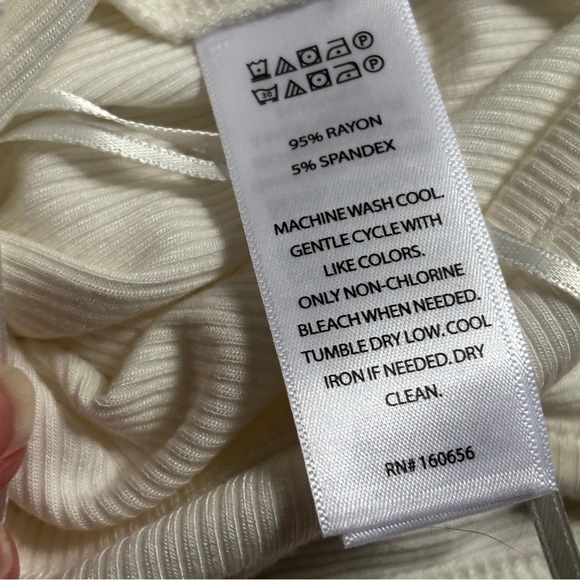 P
30 P
95% RAYON
5% SPANDEX
MACHINE WASH COOL.
GENTLE CYCLE WITH
LIKE COLORS.
ONLY NON-CHLORINE
BLEACH WHEN NEEDED.
TUMBLE DRY LOW. COOL
IRON IF NEEDED. DRY
CLEAN.
RN# 160656